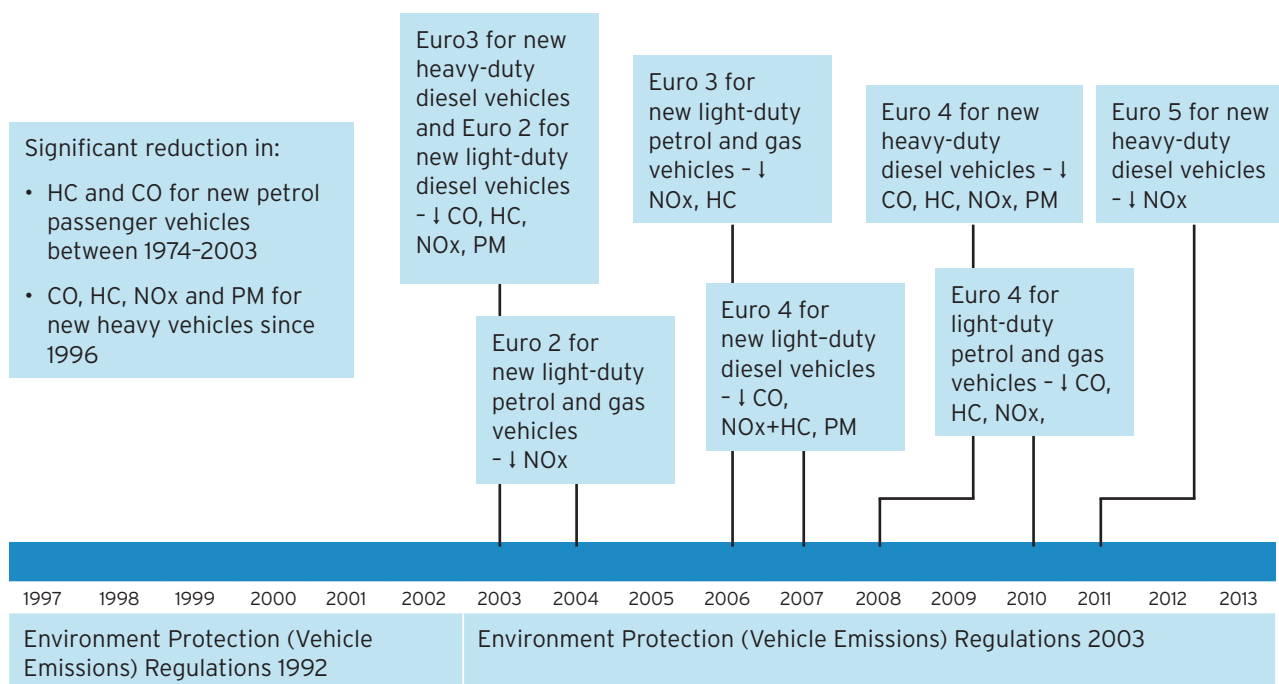 Significant reduction in:
• HC and CO for new petrol
passenger vehicles
between 1974–2003
• CO, HC, NOx and PM for
new heavy vehicles since
1996
Euro3 for new
heavy-duty
diesel vehicles
and Euro 2 for
new light-duty
diesel vehicles
– ↓ CO, HC,
NOx, PM
Euro 2 for
new light-duty
petrol and gas
vehicles
– ↓ NOx
Euro 3 for
new light-duty
petrol and gas
vehicles – ↓
NOx, HC
Euro 4 for
new light–duty
diesel vehicles
– ↓ CO,
NOx+HC, PM
Euro 4 for new
heavy-duty
diesel vehicles – ↓
CO, HC, NOx, PM
Euro 4 for
light-duty
petrol and gas
vehicles – ↓ CO,
HC, NOx,
Euro 5 for new
heavy-duty
diesel vehicles
– ↓ NOx
1997 1998 1999 2000 2001 2002 2003 2004 2005 2006 2007 2008 2009 2010 2011 2012 2013
Environment Protection (Vehicle
Emissions) Regulations 1992
Environment Protection (Vehicle Emissions) Regulations 2003